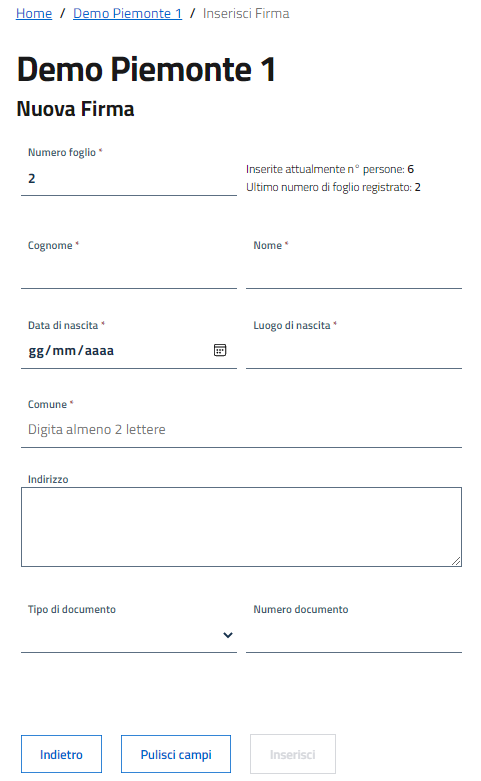 Home / Demo Piemonte 1 / Inserisci Firma
Demo Piemonte 1
Nuova Firma
Numero foglio *
2
Inserite attualmente n° persone: 6
Ultimo numero di foglio registrato: 2
Cognome *
Nome *
Data di nascita *
gg/mm/aaaa
Luogo di nascita *
Comune *
Digita almeno 2 lettere
Indirizzo
Tipo di documento
Numero documento
Indietro
Pulisci campi
Inserisci